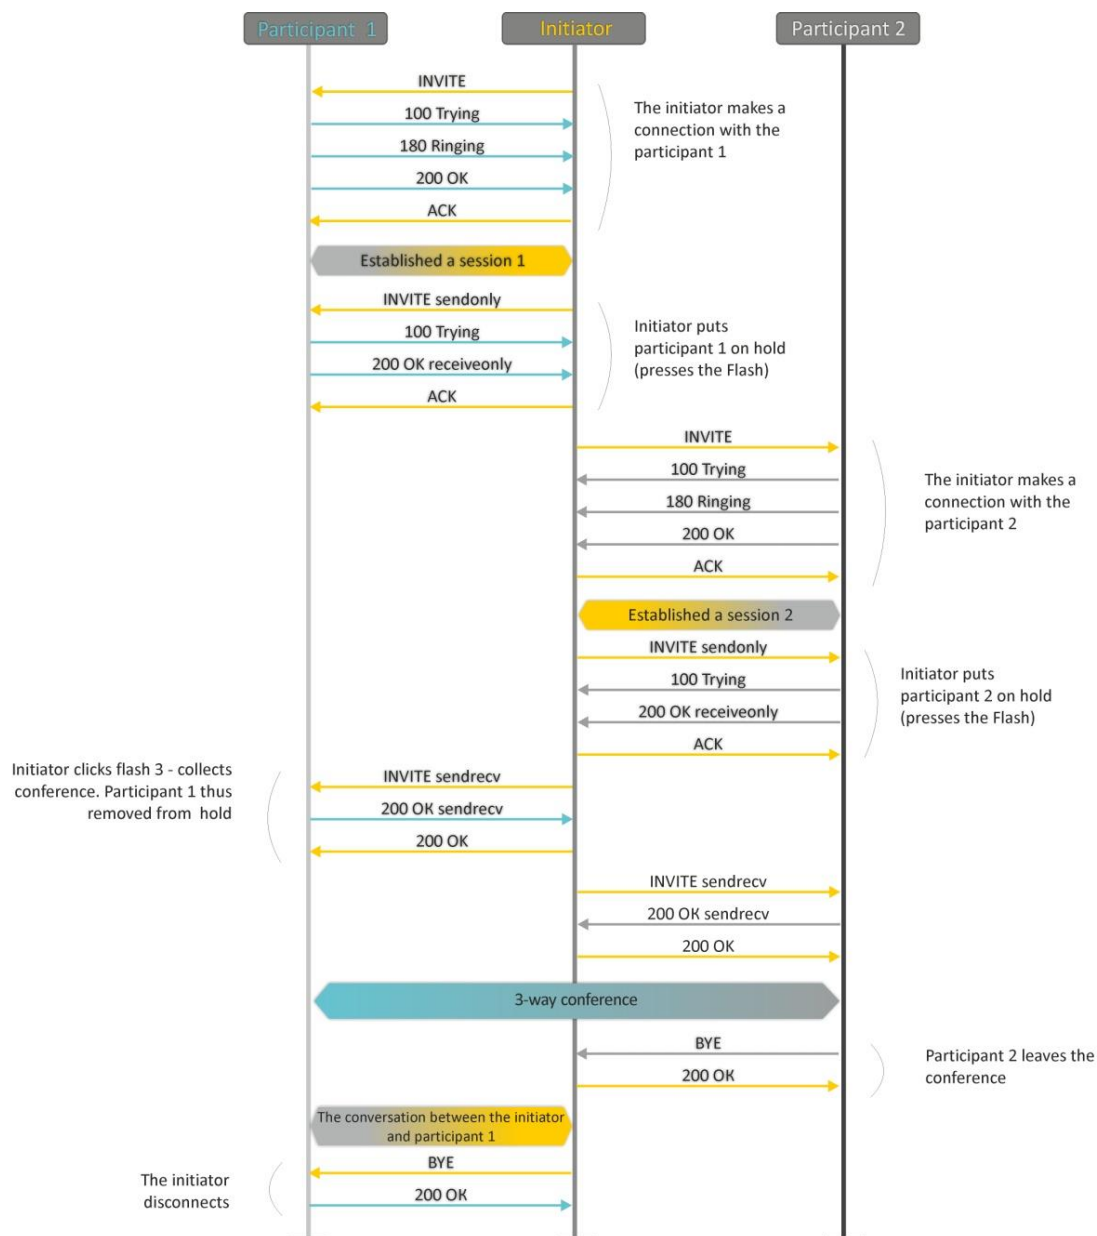 Participant 1
Initiator
Participant 2
INVITE
100 Trying
180 Ringing
200 OK
ACK
The initiator makes a
connection with the
participant 1
Established a session 1
INVITE sendonly
100 Trying
200 OK receiveonly
ACK
Initiator puts
participant 1 on hold
(presses the Flash)
INVITE
100 Trying
180 Ringing
200 OK
ACK
The initiator makes a
connection with the
participant 2
Established a session 2
INVITE sendonly
100 Trying
200 OK receiveonly
ACK
Initiator puts
participant 2 on hold
(presses the Flash)
Initiator clicks flash 3 - collects
conference. Participant 1 thus
removed from hold
INVITE sendrecv
200 OK sendrecv
200 OK
INVITE sendrecv
200 OK sendrecv
200 OK
3-way conference
BYE
200 OK
Participant 2 leaves the
conference
The conversation between the initiator
and participant 1
BYE
200 OK
The initiator
disconnects